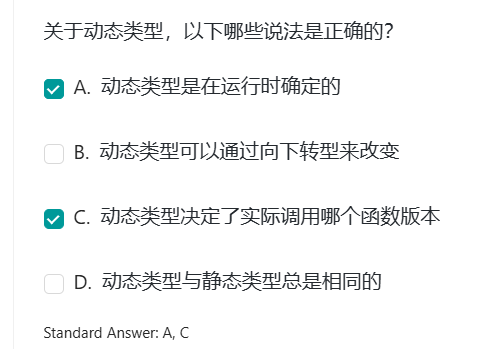 关于动态类型，以下哪些说法是正确的？
A. 动态类型是在运行时确定的
B. 动态类型可以通过向下转型来改变
C. 动态类型决定了实际调用哪个函数版本
D. 动态类型与静态类型总是相同的
Standard Answer: A, C